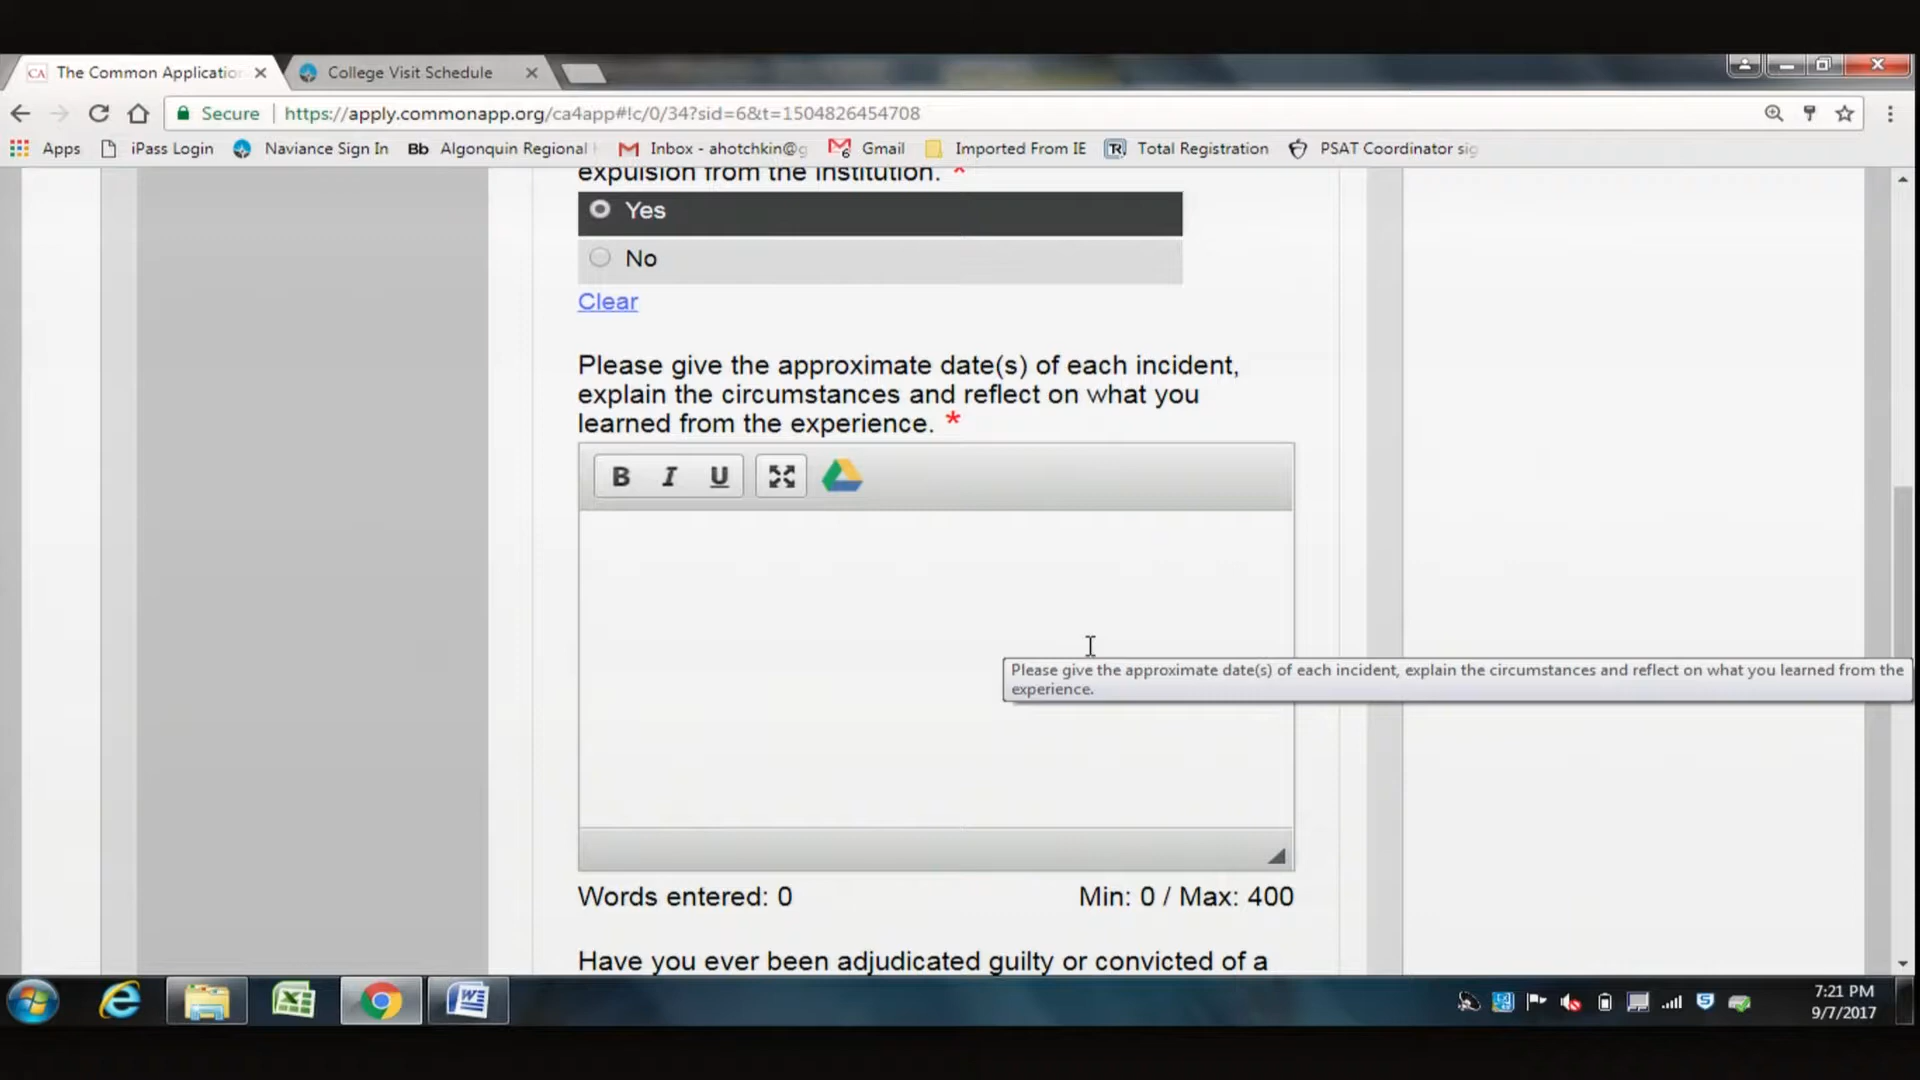 CA The Common Applicatio
College Visit Schedule
Secure https://apply.commonapp.org/ca4app#!c/0/34?sid=6&t=1504826454708
Apps iPass Login Naviance Sign In Bb Algonquin Regional Inbox - ahotchkin@g Gmail Imported From IE TR Total Registration PSAT Coordinator sig
expulsion from the institution. *
Yes
No
Clear
Please give the approximate date(s) of each incident,
explain the circumstances and reflect on what you
learned from the experience. *
B I U
Please give the approximate date(s) of each incident, explain the circumstances and reflect on what you learned from the
experience.
Words entered: 0 Min: 0 / Max: 400
Have you ever been adjudicated guilty or convicted of a
7:21 PM
9/7/2017